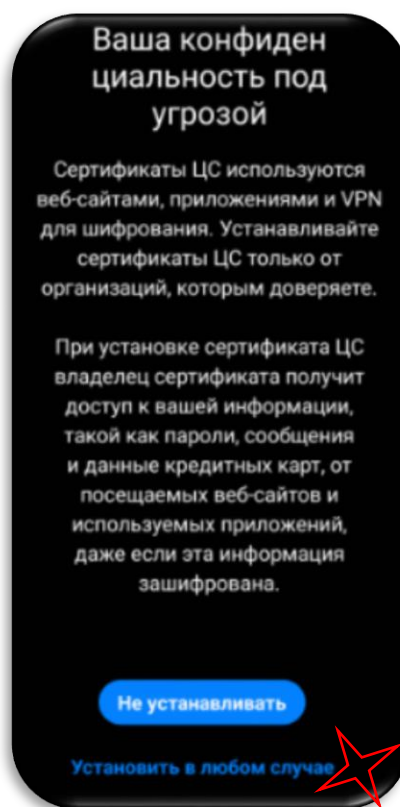 Ваша конфиден
циальность под
угрозой
Сертификаты ЦС используются
веб-сайтами, приложениями и VPN
для шифрования. Устанавливайте
сертификаты ЦС только от
организаций, которым доверяете.
При установке сертификата ЦС
владелец сертификата получит
доступ к вашей информации,
такой как пароли, сообщения
и данные кредитных карт, от
посещаемых веб-сайтов и
используемых приложений,
даже если эта информация
зашифрована.
Не устанавливать
Установить в любом случае